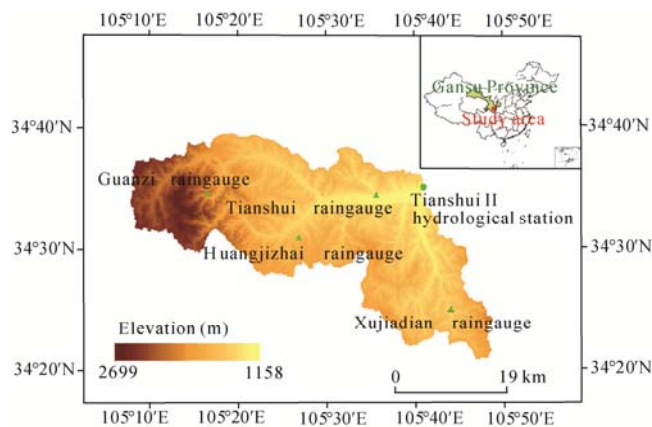 105°10′E 105°20′E 105°30′E 105°40′E 105°50′E
Gansu Province
Study area
34°40′N 34°40′N
Guanzi raingauge
Tianshui raingauge
Tianshui II
hydrological station
34°30′N 34°30′N
Huangjizhai raingauge
Xujiadian raingauge
Elevation (m)
2699 1158
0 19 km
34°20′N 34°20′N
105°10′E 105°20′E 105°30′E 105°40′E 105°50′E